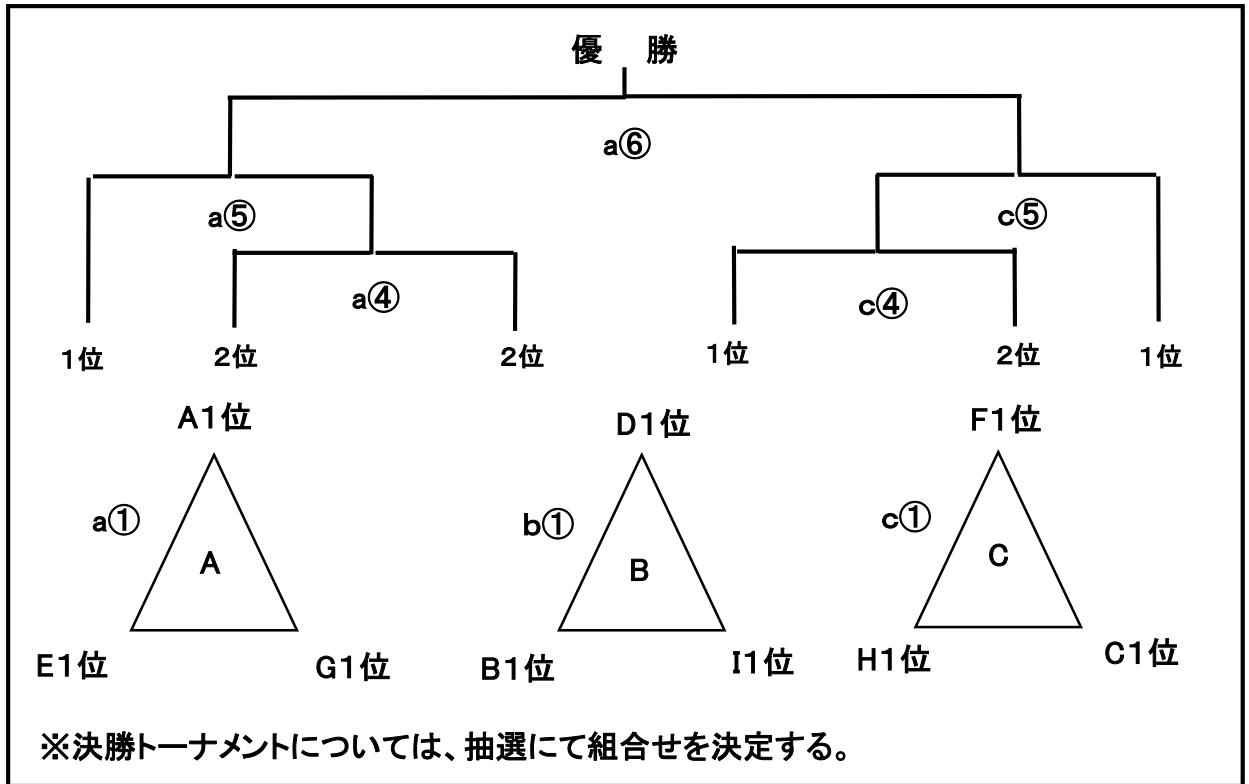 優 勝
a⑥
a⑤ c⑤
a④ c④
1位 2位 2位 1位 2位 1位
A1位 D1位 F1位
a① b① c①
A B C
E1位 G1位 B1位 I1位 H1位 C1位
※決勝トーナメントについては、抽選にて組合せを決定する。